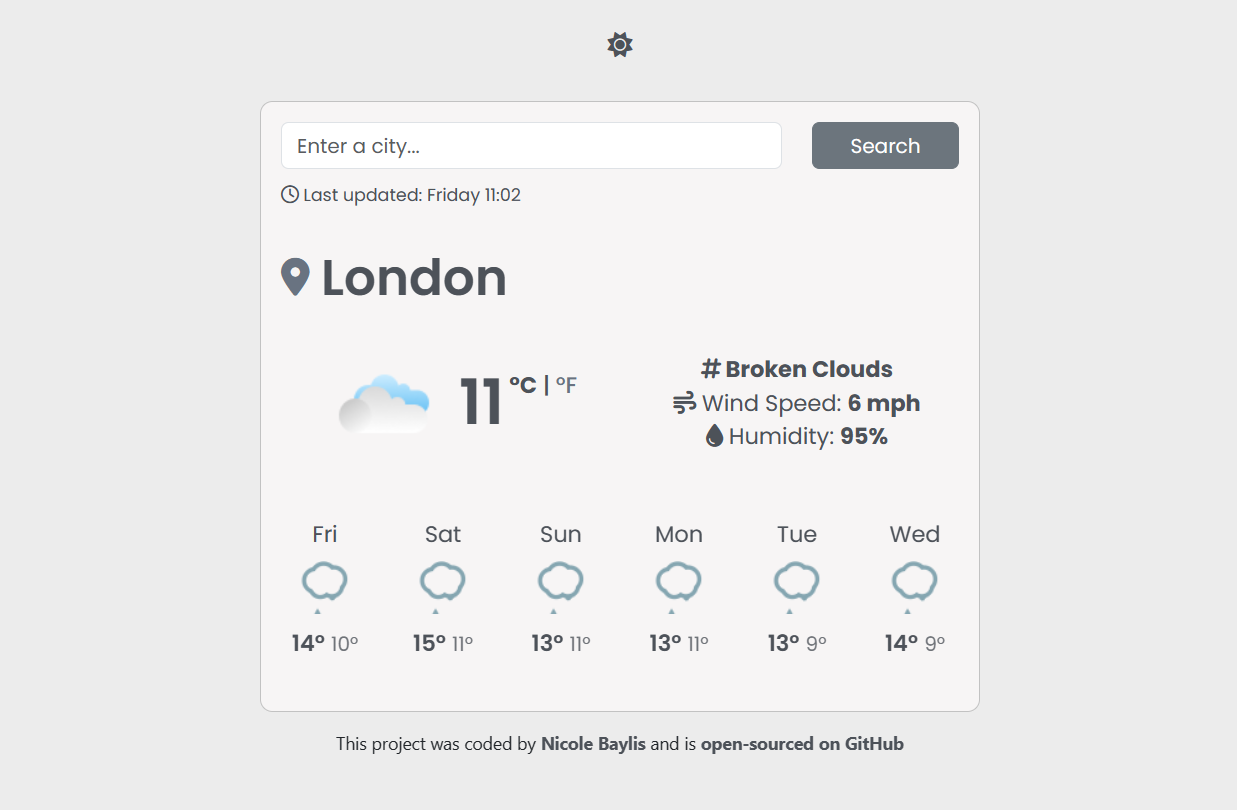 Enter a city...
Search
Last updated: Friday 11:02
London
11 °C | °F
# Broken Clouds
Wind Speed: 6 mph
Humidity: 95%
Fri Sat Sun Mon Tue Wed
14° 10° 15° 11° 13° 11° 13° 11° 13° 9° 14° 9°
This project was coded by Nicole Baylis and is open-sourced on GitHub